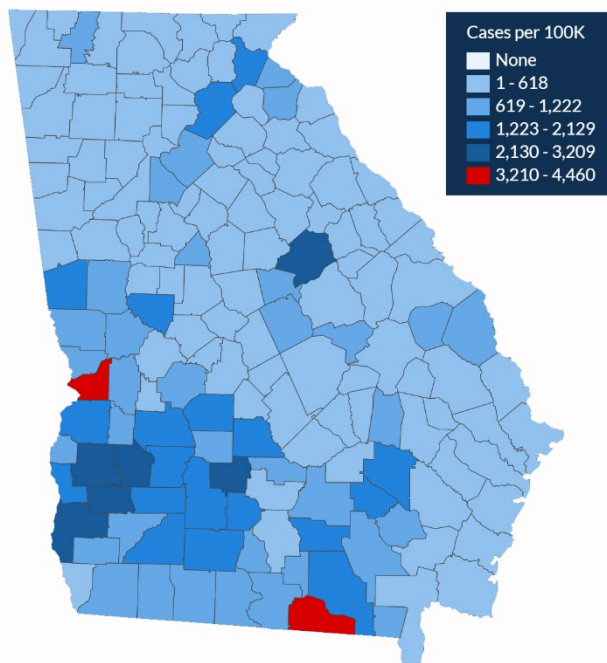 Cases per 100K
None
1 - 618
619 - 1,222
1,223 - 2,129
2,130 - 3,209
3,210 - 4,460